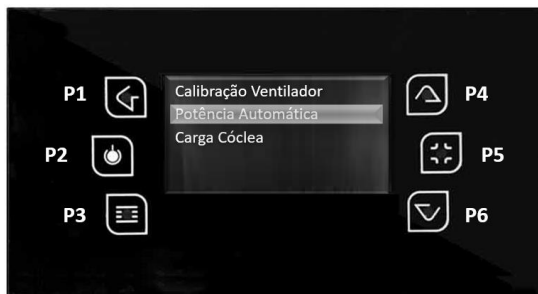 P1
Calibração Ventilador
P4
Potência Automática
P2
Carga Cóclea
P5
P3
P6